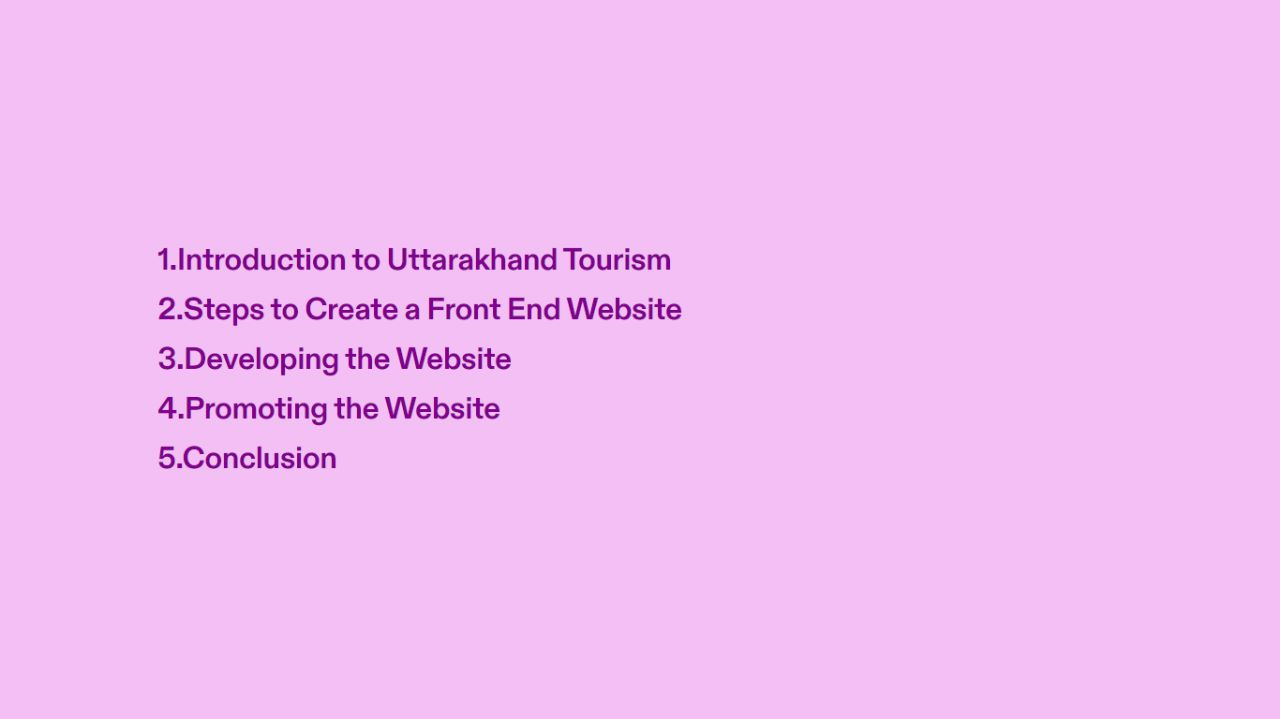 1.Introduction to Uttarakhand Tourism
2.Steps to Create a Front End Website
3.Developing the Website
4.Promoting the Website
5.Conclusion